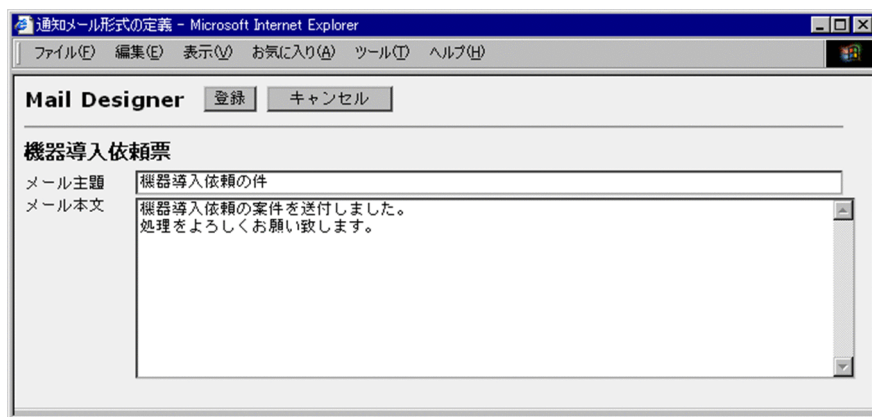 通知メール形式の定義 - Microsoft Internet Explorer
ファイル(F) 編集(E) 表示(V) お気に入り(A) ツール(T) ヘルプ(H)
Mail Designer 登録 キャンセル
機器導入依頼票
メール主題 機器導入依頼の件
メール本文 機器導入依頼の案件を送付しました。
処理をよろしくお願い致します。